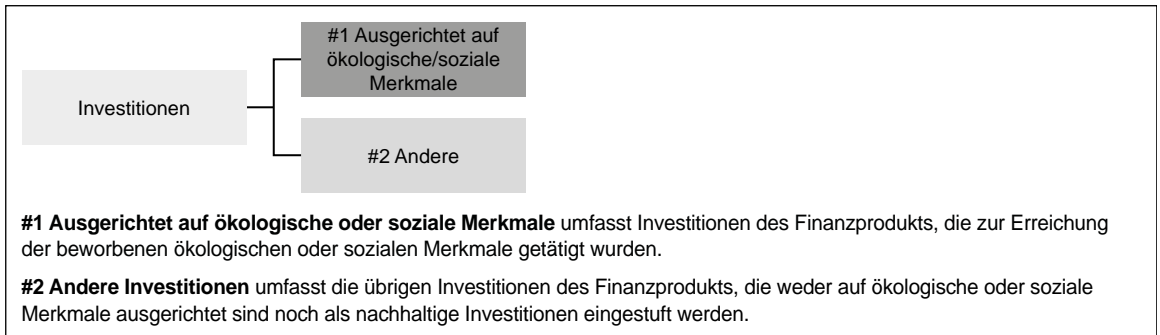 #1 Ausgerichtet auf
ökologische/soziale
Merkmale
Investitionen
#2 Andere
#1 Ausgerichtet auf ökologische oder soziale Merkmale umfasst Investitionen des Finanzprodukts, die zur Erreichung
der beworbenen ökologischen oder sozialen Merkmale getätigt wurden.
#2 Andere Investitionen umfasst die übrigen Investitionen des Finanzprodukts, die weder auf ökologische oder soziale
Merkmale ausgerichtet sind noch als nachhaltige Investitionen eingestuft werden.